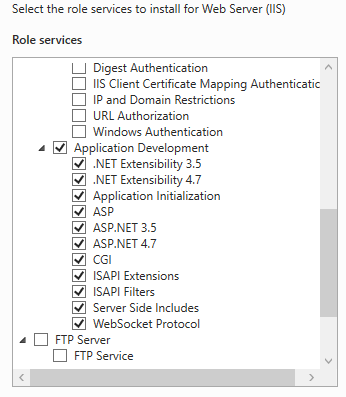 Select the role services to install for Web Server (IIS)
Role services
Digest Authentication
IIS Client Certificate Mapping Authenticatic
IP and Domain Restrictions
URL Authorization
Windows Authentication
Application Development
.NET Extensibility 3.5
.NET Extensibility 4.7
Application Initialization
ASP
ASP.NET 3.5
ASP.NET 4.7
CGI
ISAPI Extensions
ISAPI Filters
Server Side Includes
WebSocket Protocol
FTP Server
FTP Service